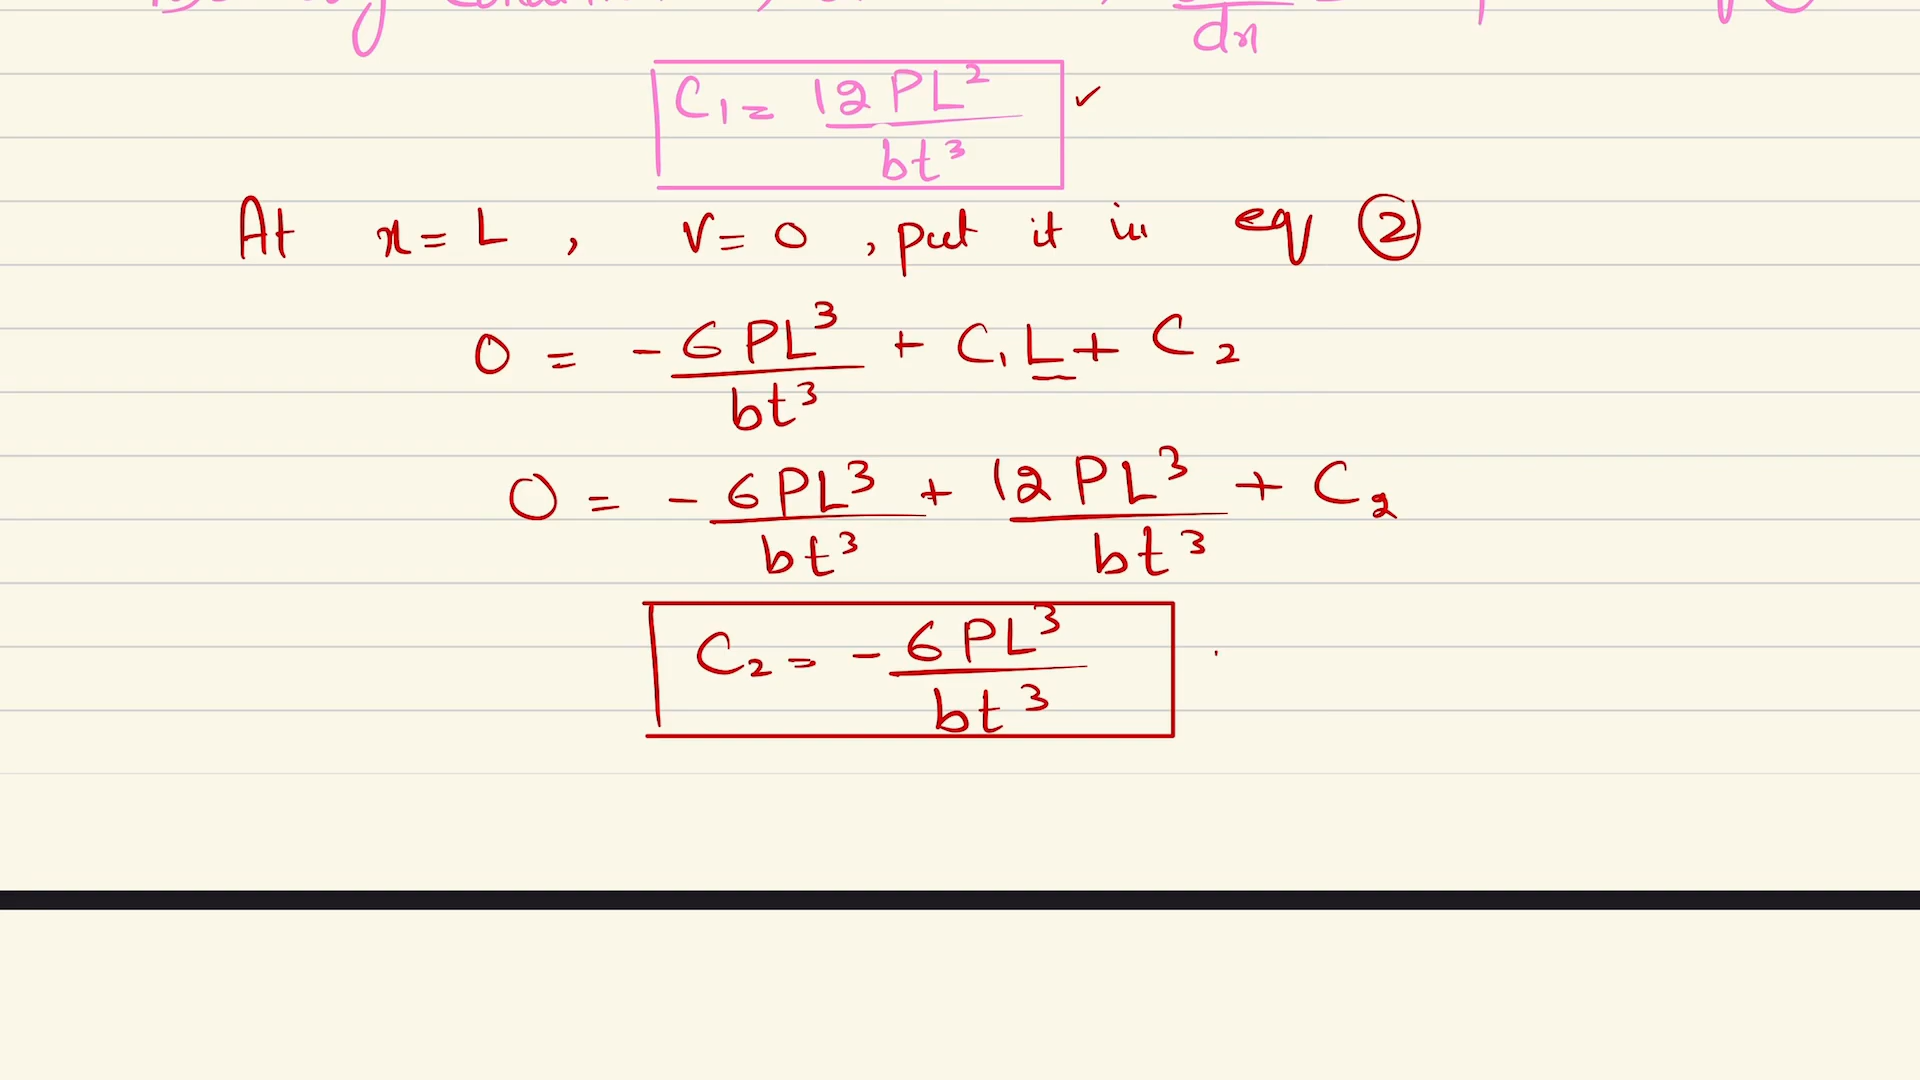 dx
C₁ = 12PL²/bt³ ✓
At x = L , v = 0 , put it in eq ②
0 = -6PL³/bt³ + C₁L + C₂
0 = -6PL³/bt³ + 12PL³/bt³ + C₂
C₂ = -6PL³/bt³